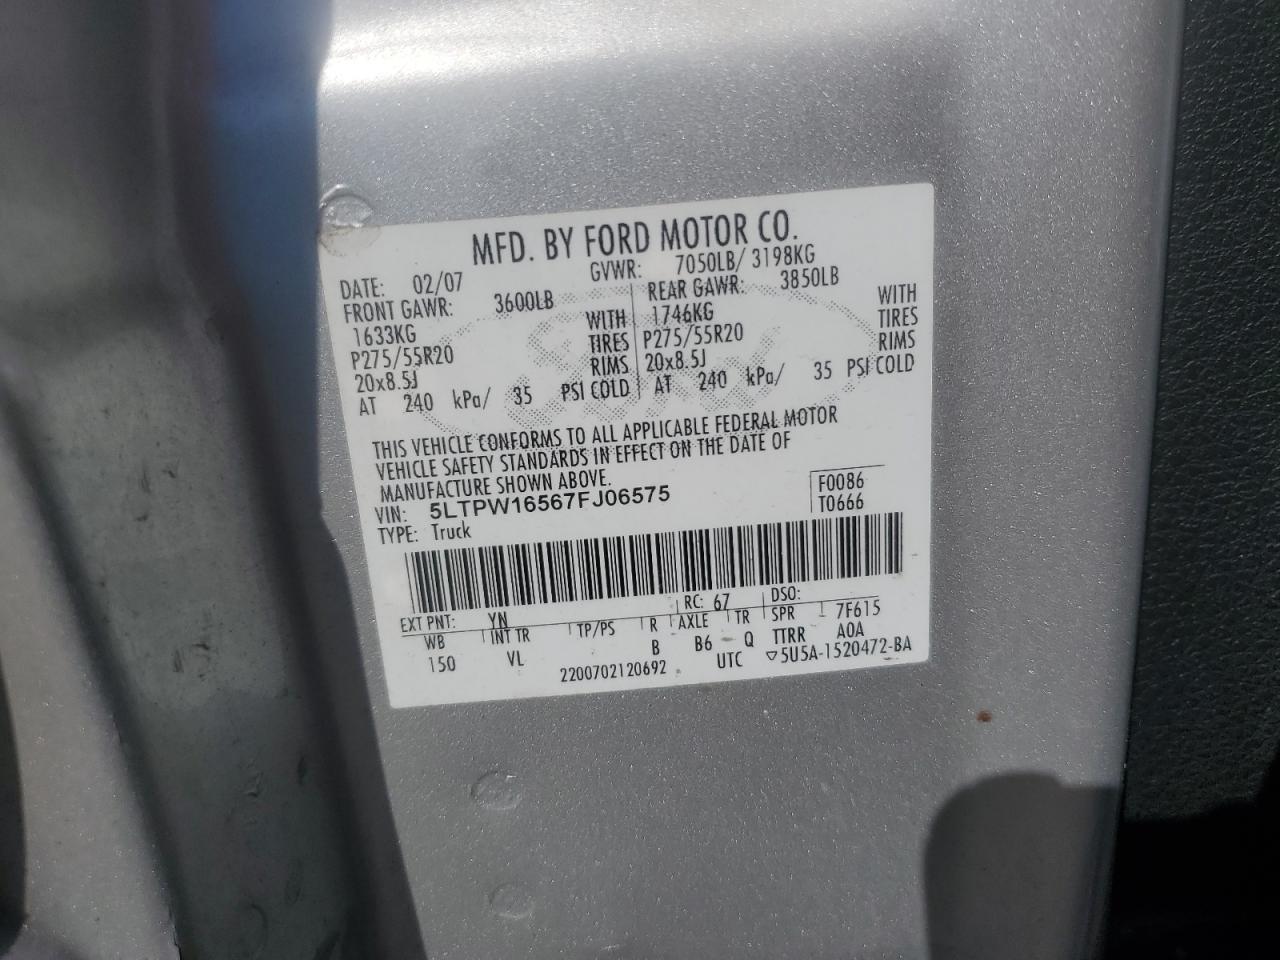 MFD. BY FORD MOTOR CO.
DATE: 02/07 GVWR: 7050LB/ 3198KG
FRONT GAWR: 3600LB REAR GAWR: 3850LB
1633KG WITH 1746KG WITH
P275/55R20 TIRES P275/55R20 TIRES
20x8.5J RIMS 20x8.5J RIMS
AT 240 kPa/ 35 PSI COLD AT 240 kPa/ 35 PSI COLD
THIS VEHICLE CONFORMS TO ALL APPLICABLE FEDERAL MOTOR
VEHICLE SAFETY STANDARDS IN EFFECT ON THE DATE OF
MANUFACTURE SHOWN ABOVE.
VIN: 5LTPW16567FJ06575 F0086
TYPE: Truck T0666
EXT PNT: YN RC: 67 DSO:
WB INT TR TP/PS R AXLE TR SPR 7F615
150 VL B B6 Q TTRR A0A
2200702120692 UTC ▽5U5A-1520472-BA